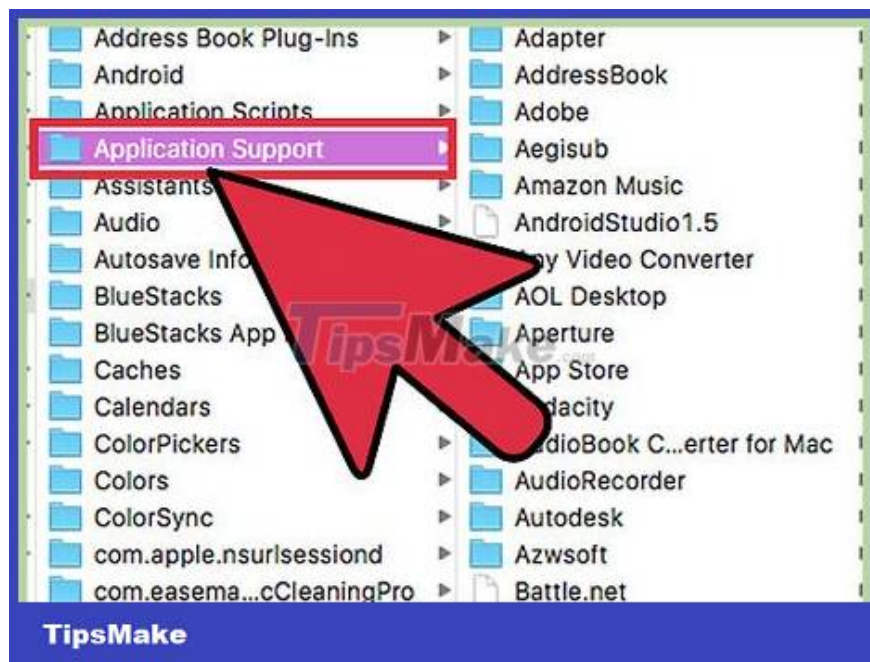 Address Book Plug-Ins
Android
Application Scripts
Application Support
Assistants
Audio
Autosave Info
BlueStacks
BlueStacks App
Caches
Calendars
ColorPickers
Colors
ColorSync
com.apple.nsurlsessiond
com.easema...cCleaningPro
Adapter
AddressBook
Adobe
Aegisub
Amazon Music
AndroidStudio1.5
Video Converter
AOL Desktop
Aperture
App Store
C...erter for Mac
AudioRecorder
Autodesk
Azwsoft
Battle.net
TipsMake.com
TipsMake